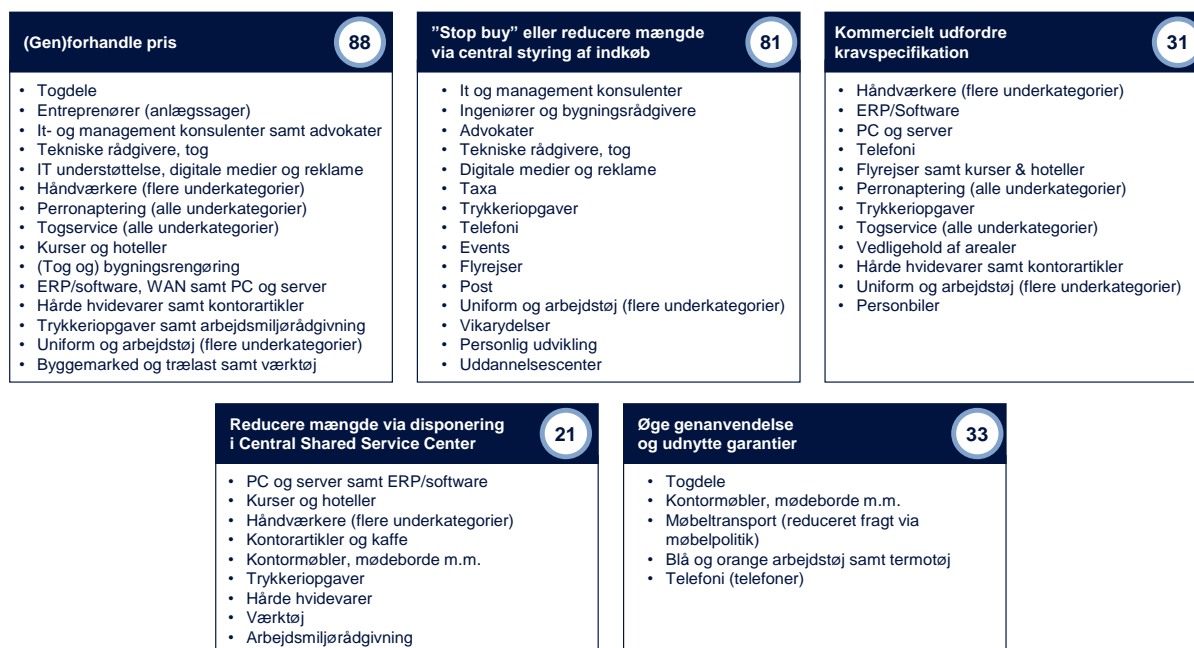 (Gen)forhandle pris
88
• Togdele
• Entreprenører (anlægssager)
• It- og management konsulenter samt advokater
• Tekniske rådgivere, tog
• IT understøttelse, digitale medier og reklame
• Håndværkere (flere underkategorier)
• Perronaptering (alle underkategorier)
• Togservice (alle underkategorier)
• Kurser og hoteller
• (Tog og) bygningsrengøring
• ERP/software, WAN samt PC og server
• Hårde hvidevarer samt kontorartikler
• Trykkeriopgaver samt arbejdsmiljørådgivning
• Uniform og arbejdstøj (flere underkategorier)
• Byggemarked og trælast samt værktøj
”Stop buy” eller reducere mængde
via central styring af indkøb
81
• It og management konsulenter
• Ingeniører og bygningsrådgivere
• Advokater
• Tekniske rådgivere, tog
• Digitale medier og reklame
• Taxa
• Trykkeriopgaver
• Telefoni
• Events
• Flyrejser
• Post
• Uniform og arbejdstøj (flere underkategorier)
• Vikarydelser
• Personlig udvikling
• Uddannelsescenter
Kommercielt udfordre
kravspecifikation
31
• Håndværkere (flere underkategorier)
• ERP/Software
• PC og server
• Telefoni
• Flyrejser samt kurser & hoteller
• Perronaptering (alle underkategorier)
• Trykkeriopgaver
• Togservice (alle underkategorier)
• Vedligehold af arealer
• Hårde hvidevarer samt kontorartikler
• Uniform og arbejdstøj (flere underkategorier)
• Personbiler
Reducere mængde via disponering
i Central Shared Service Center
21
• PC og server samt ERP/software
• Kurser og hoteller
• Håndværkere (flere underkategorier)
• Kontorartikler og kaffe
• Kontormøbler, mødeborde m.m.
• Trykkeriopgaver
• Hårde hvidevarer
• Værktøj
• Arbejdsmiljørådgivning
Øge genanvendelse
og udnytte garantier
33
• Togdele
• Kontormøbler, mødeborde m.m.
• Møbeltransport (reduceret fragt via
møbelpolitik)
• Blå og orange arbejdstøj samt termotøj
• Telefoni (telefoner)